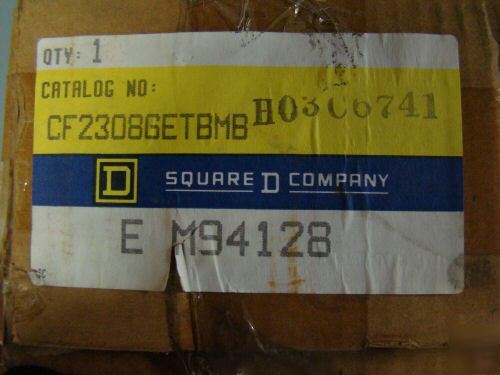 QTY: 1
CATALOG NO:
CF2308GETBMB
H03C6741
D SQUARE D COMPANY
E M94128